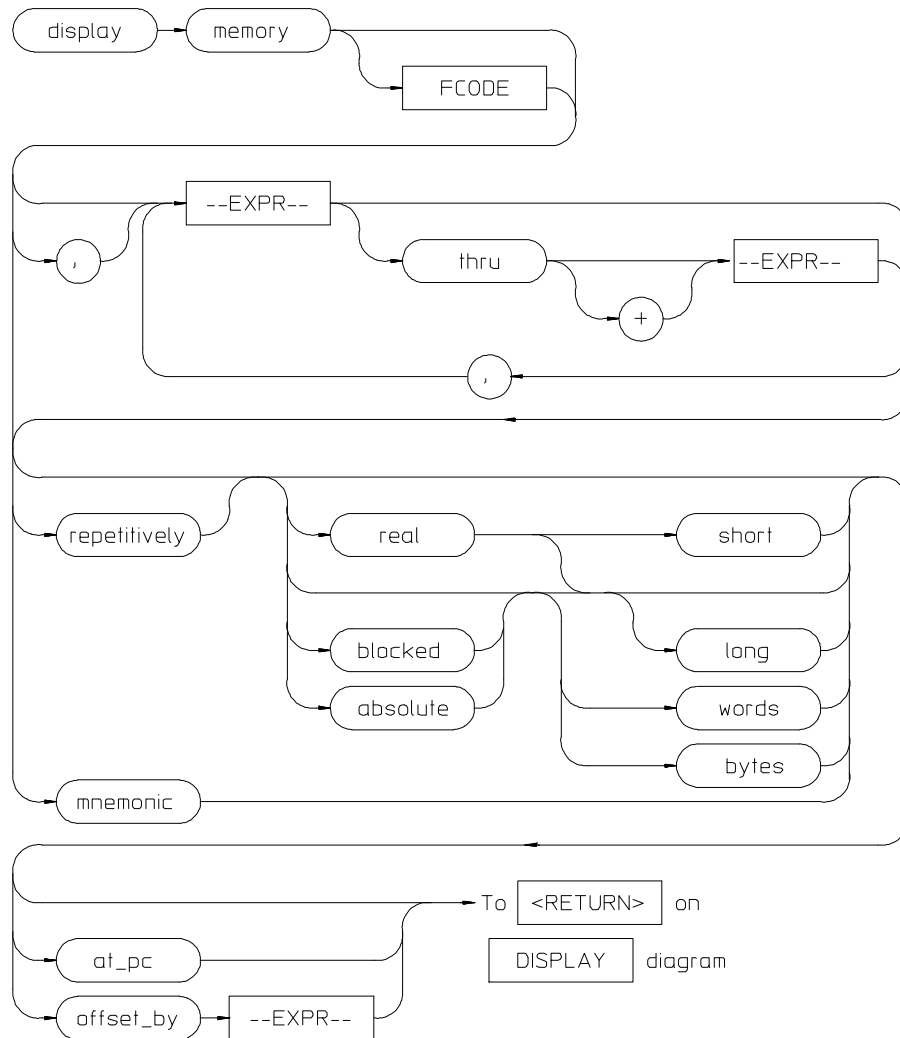 display memory
FCODE
--EXPR--
, thru --EXPR--
+
,
repetitively real short
blocked long
absolute words
bytes
mnemonic
To <RETURN> on
at_pc DISPLAY diagram
offset_by --EXPR--